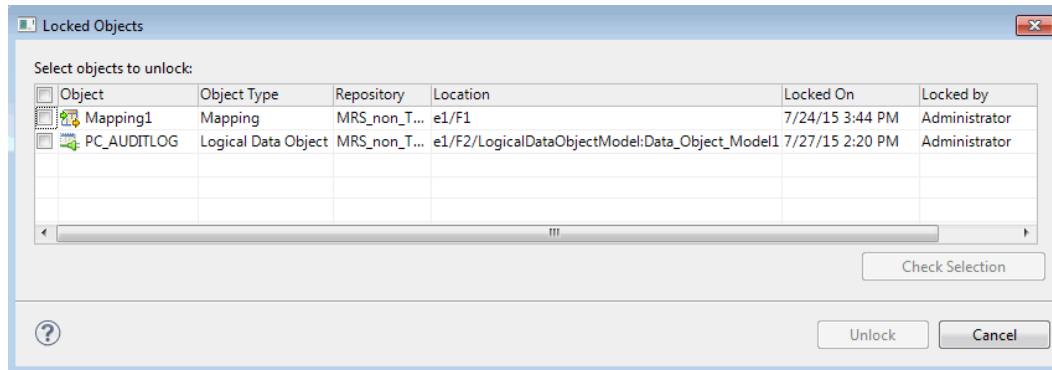 Locked Objects
Select objects to unlock:
Object Object Type Repository Location Locked On Locked by
Mapping1 Mapping MRS_non_T... e1/F1 7/24/15 3:44 PM Administrator
PC_AUDITLOG Logical Data Object MRS_non_T... e1/F2/LogicalDataObjectModel:Data_Object_Model1 7/27/15 2:20 PM Administrator
Check Selection
Unlock Cancel